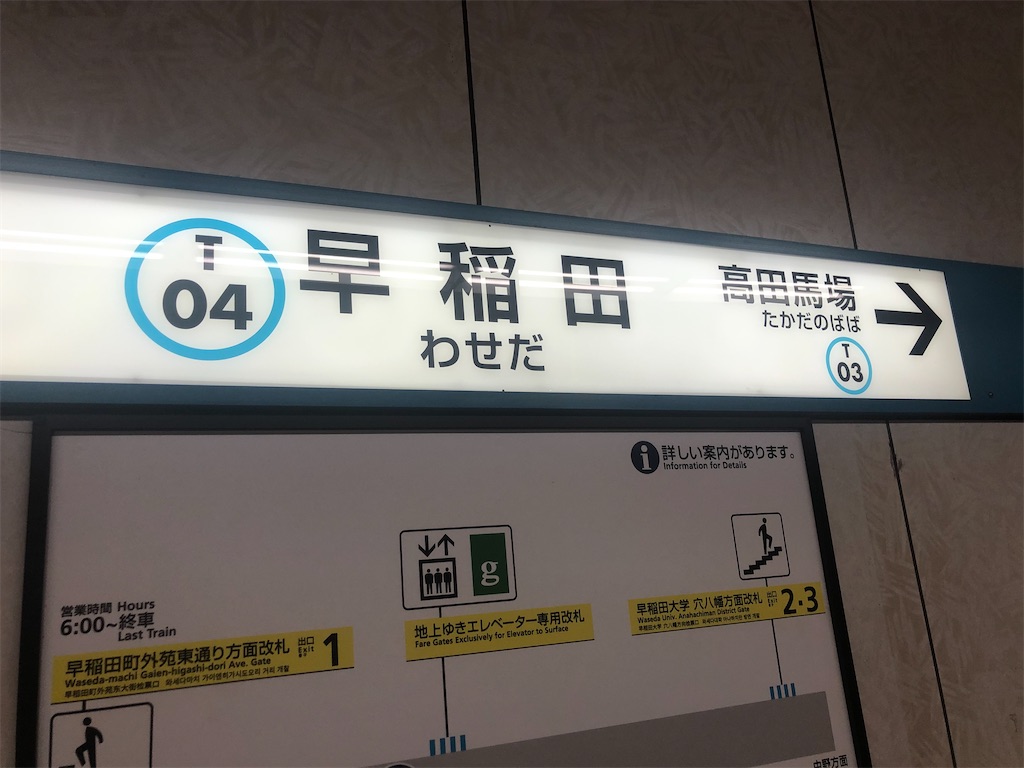 T
04
早稲田
わせだ
高田馬場
たかだのばば
T
03
詳しい案内があります。
Information for Details
g
営業時間 Hours
6:00~終車
Last Train
早稲田町外苑東通り方面改札 出口 Exit 1
Waseda-machi Gaien-higashi-dori Ave. Gate
地上ゆきエレベーター専用改札
Fare Gates Exclusively for Elevator to Surface
早稲田大学 穴八幡方面改札 出口 Exit 2・3
Waseda Univ. Anahachiman District Gate
中野方面